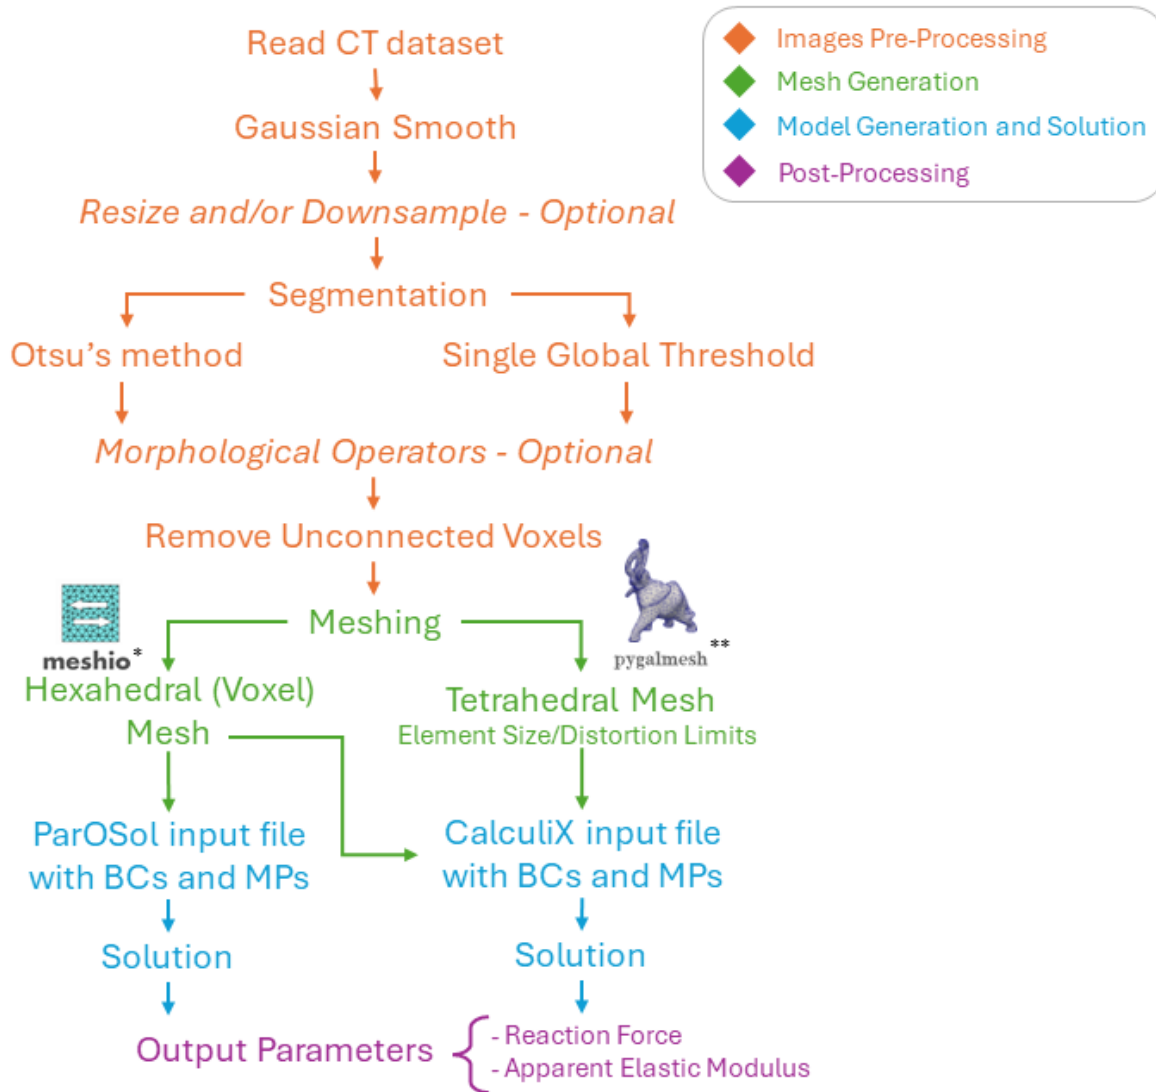 Read CT dataset
Images Pre-Processing
Mesh Generation
Model Generation and Solution
Post-Processing
Gaussian Smooth
Resize and/or Downsample - Optional
Segmentation
Otsu's method
Single Global Threshold
Morphological Operators - Optional
Remove Unconnected Voxels
Meshing
meshio*
pygalmesh**
Hexahedral (Voxel)
Mesh
Tetrahedral Mesh
Element Size/Distortion Limits
ParOSol input file
with BCs and MPs
CalculiX input file
with BCs and MPs
Solution
Solution
Output Parameters
- Reaction Force
- Apparent Elastic Modulus